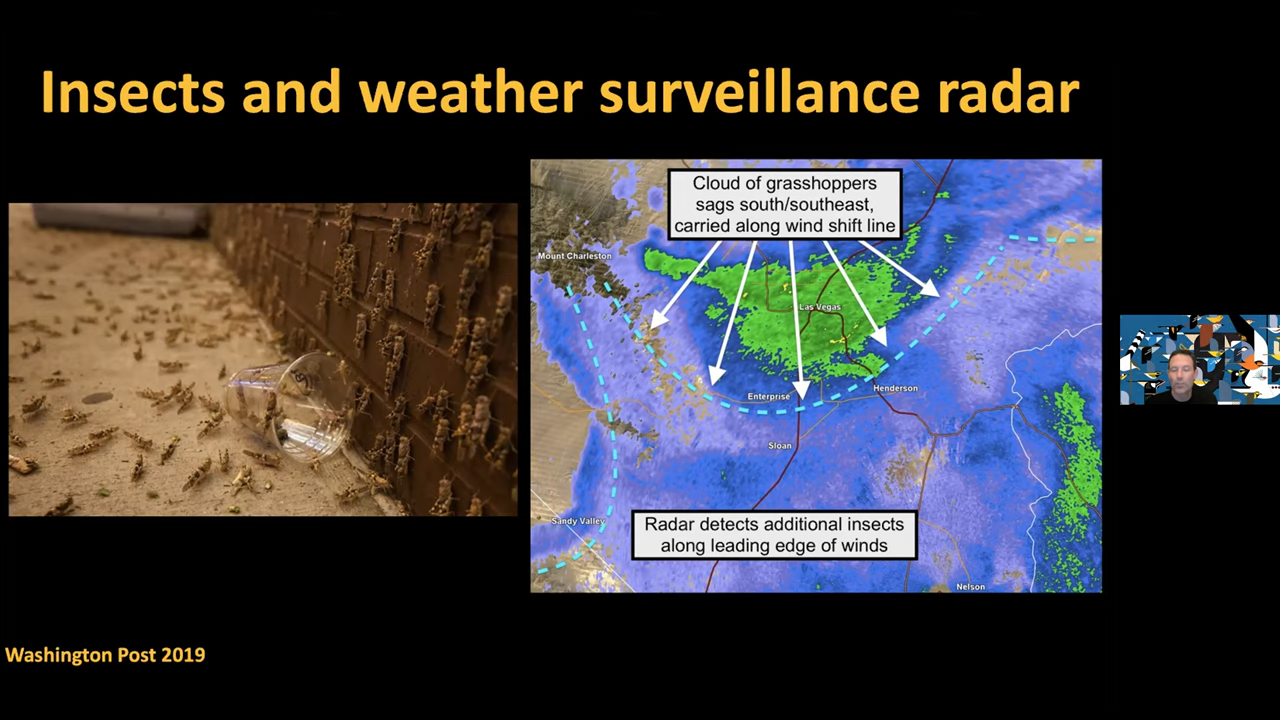 Insects and weather surveillance radar
Cloud of grasshoppers
sags south/southeast,
carried along wind shift line
Mount Charleston
Las Vegas
Enterprise
Henderson
Sloan
Sandy Valley
Radar detects additional insects
along leading edge of winds
Nelson
Washington Post 2019